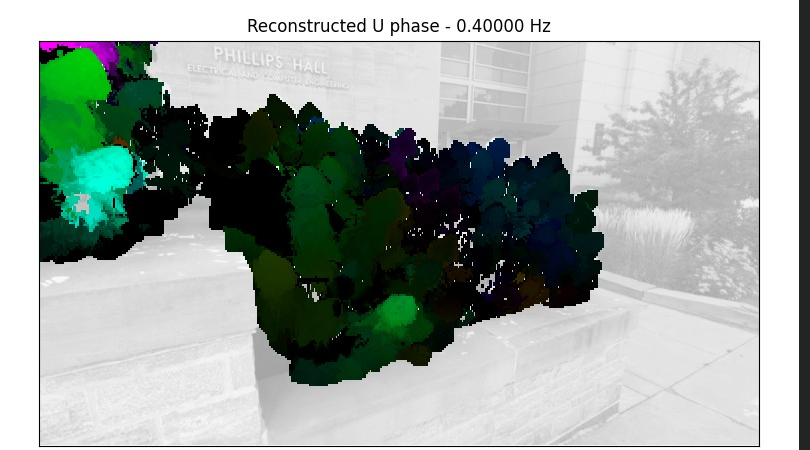 Reconstructed U phase - 0.40000 Hz
PHILLIPS HALL
ELECTRICAL AND COMPUTER ENGINEERING